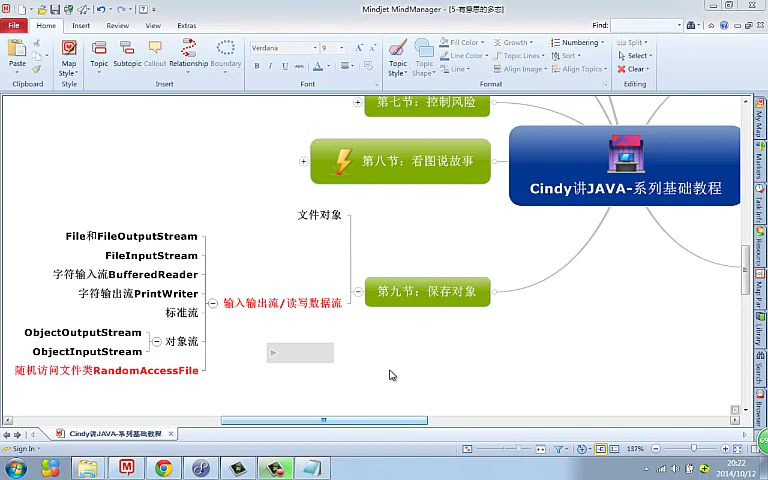 Mindjet MindManager - [5-有意思的多态]
File
Home
Insert
Review
View
Extras
Find:
Paste
Map Style
Topic
Subtopic
Callout
Relationship
Boundary
Verdana
9
Topic Style
Topic Shape
Fill Color
Line Color
Growth
Topic Lines
Align Image
Numbering
Sort
Align Topics
Split
Select
Clear
Clipboard
Style
Insert
Font
Format
Editing
第七节：控制风险
第八节：看图说故事
Cindy讲JAVA-系列基础教程
文件对象
File和FileOutputStream
FileInputStream
字符输入流BufferedReader
字符输出流PrintWriter
标准流
输入输出流/读写数据流
第九节：保存对象
ObjectOutputStream
对象流
ObjectInputStream
随机访问文件类RandomAccessFile
My Map
Markers
Task Info
Resource
Map Par
Library
Search
Browser
Cindy讲JAVA-系列基础教程
Sign In
137%
20:22
2014/10/12